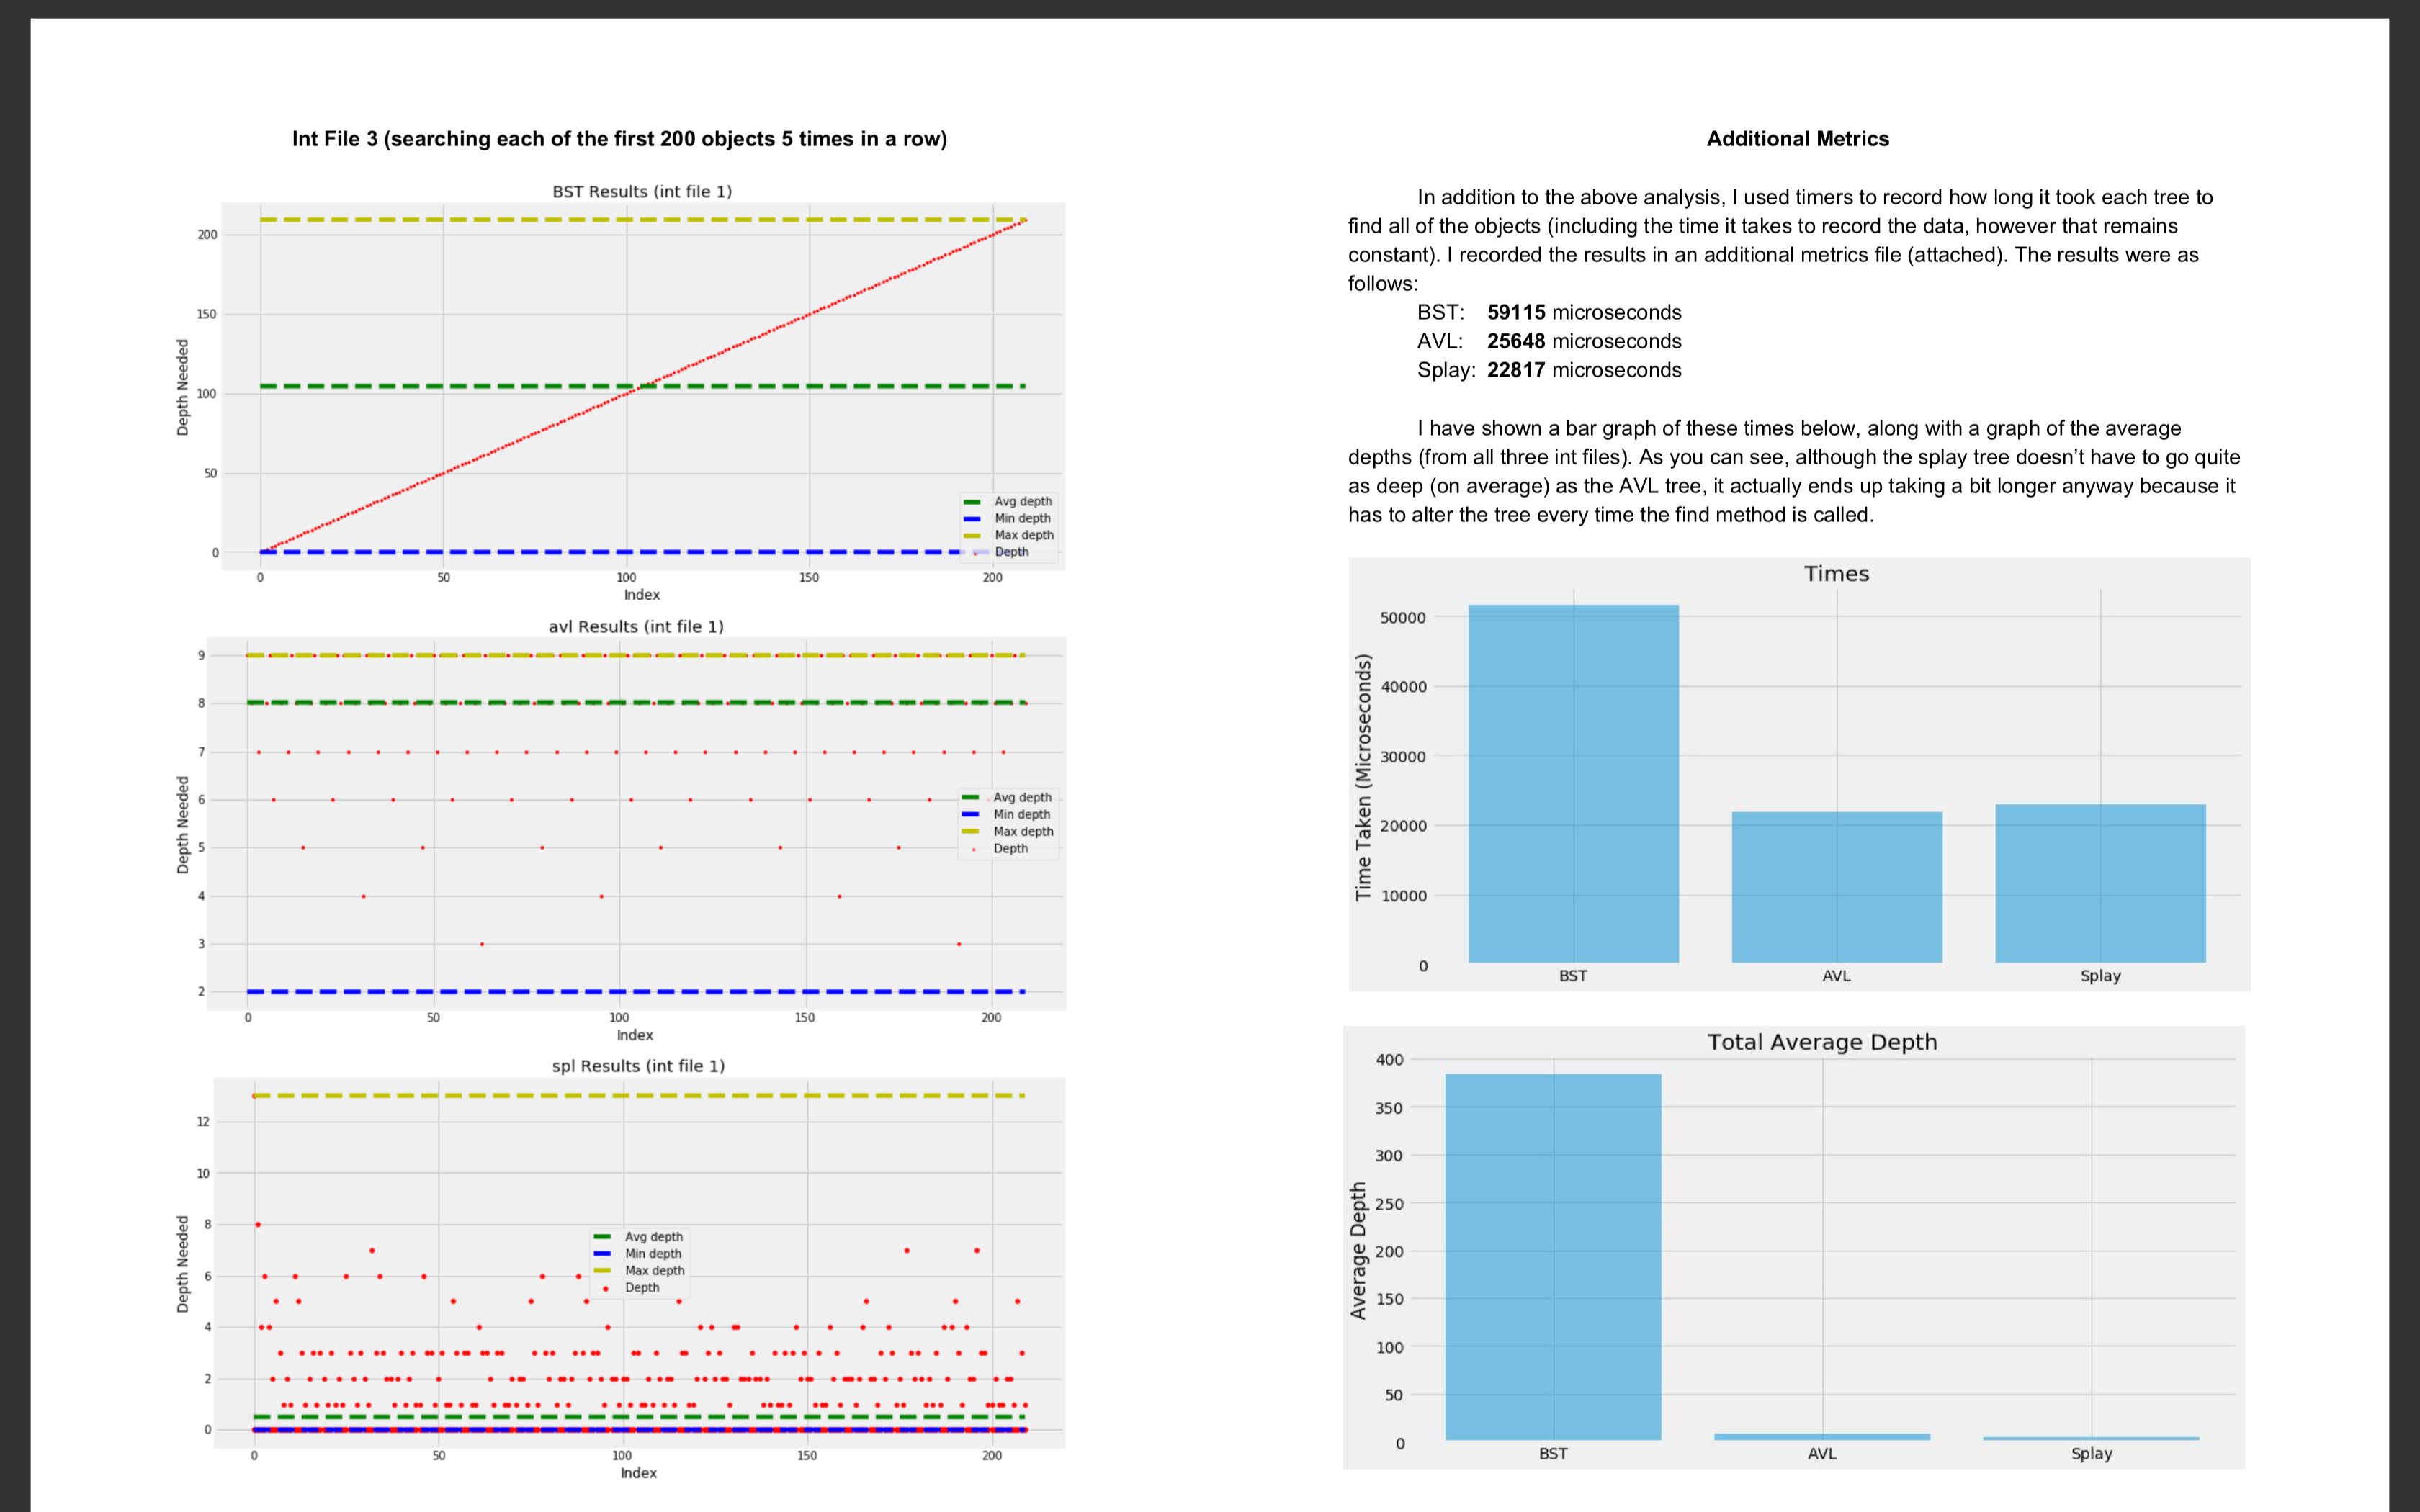 Int File 3 (searching each of the first 200 objects 5 times in a row)
BST Results (int file 1)
Depth Needed
200
150
100
50
0
0 50 100 150 200
Index
Avg depth
Min depth
Max depth
Depth
avl Results (int file 1)
Depth Needed
9
8
7
6
5
4
3
2
0 50 100 150 200
Index
Avg depth
Min depth
Max depth
Depth
spl Results (int file 1)
Depth Needed
12
10
8
6
4
2
0
0 50 100 150 200
Index
Avg depth
Min depth
Max depth
Depth
Additional Metrics
In addition to the above analysis, I used timers to record how long it took each tree to
find all of the objects (including the time it takes to record the data, however that remains
constant). I recorded the results in an additional metrics file (attached). The results were as
follows:
BST: 59115 microseconds
AVL: 25648 microseconds
Splay: 22817 microseconds
I have shown a bar graph of these times below, along with a graph of the average
depths (from all three int files). As you can see, although the splay tree doesn’t have to go quite
as deep (on average) as the AVL tree, it actually ends up taking a bit longer anyway because it
has to alter the tree every time the find method is called.
Times
Time Taken (Microseconds)
50000
40000
30000
20000
10000
0
BST AVL Splay
Total Average Depth
Average Depth
400
350
300
250
200
150
100
50
0
BST AVL Splay